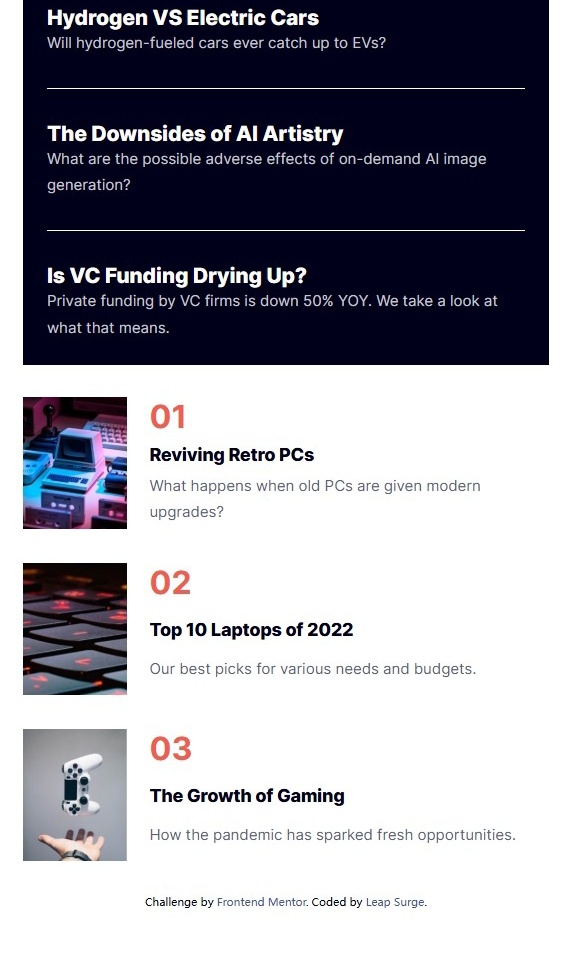 Hydrogen VS Electric Cars
Will hydrogen-fueled cars ever catch up to EVs?
The Downsides of AI Artistry
What are the possible adverse effects of on-demand AI image
generation?
Is VC Funding Drying Up?
Private funding by VC firms is down 50% YOY. We take a look at
what that means.
01
Reviving Retro PCs
What happens when old PCs are given modern
upgrades?
02
Top 10 Laptops of 2022
Our best picks for various needs and budgets.
03
The Growth of Gaming
How the pandemic has sparked fresh opportunities.
Challenge by Frontend Mentor. Coded by Leap Surge.